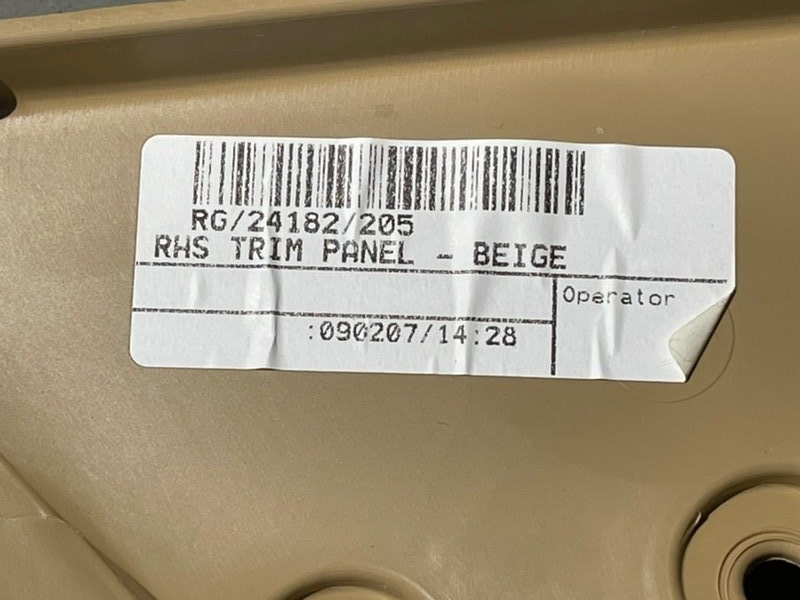 RG/24182/205
RHS TRIM PANEL - BEIGE
Operator
:090207/14:28